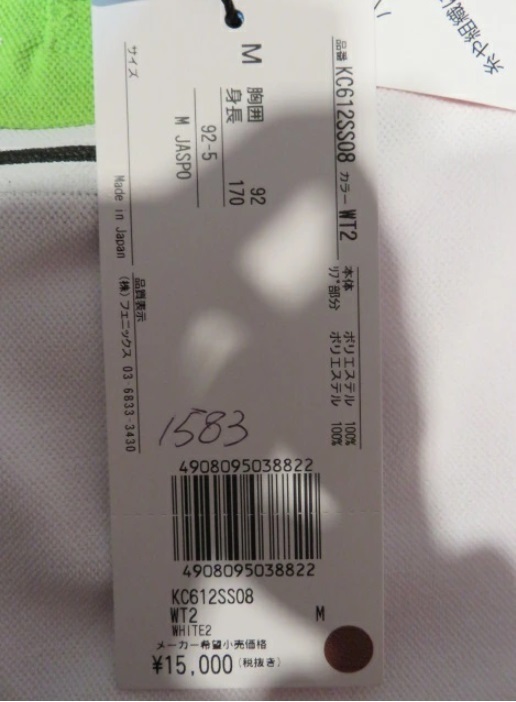 糸や組織
品番 KC612SS08 カラー WT2
本体 ポリエステル 100%
ﾘﾌﾞ部分 ポリエステル 100%
サイズ
M
胸囲 92
身長 170
92-5
M JASPO
Made in Japan
品質表示
(株)フェニックス 03-6833-3430
1583
4908095038822
4908095038822
KC612SS08
WT2 M
WHITE2
メーカー希望小売価格
¥15,000(税抜き)